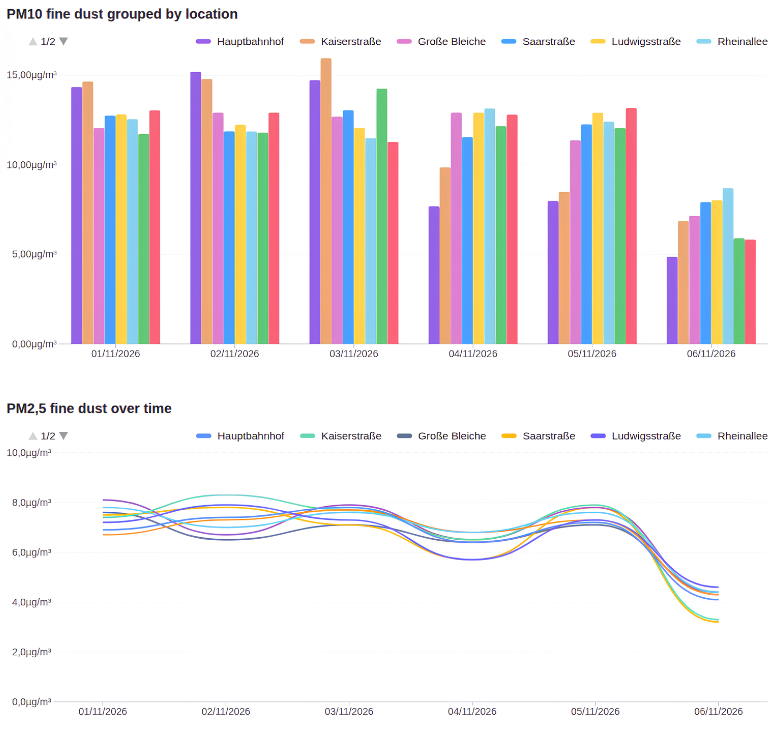 PM10 fine dust grouped by location
1/2 Hauptbahnhof Kaiserstraße Große Bleiche Saarstraße Ludwigsstraße Rheinallee
15,00µg/m³
10,00µg/m³
5,00µg/m³
0,00µg/m³
01/11/2026 02/11/2026 03/11/2026 04/11/2026 05/11/2026 06/11/2026
PM2,5 fine dust over time
1/2 Hauptbahnhof Kaiserstraße Große Bleiche Saarstraße Ludwigsstraße Rheinallee
10,0µg/m³
8,0µg/m³
6,0µg/m³
4,0µg/m³
2,0µg/m³
0,0µg/m³
01/11/2026 02/11/2026 03/11/2026 04/11/2026 05/11/2026 06/11/2026